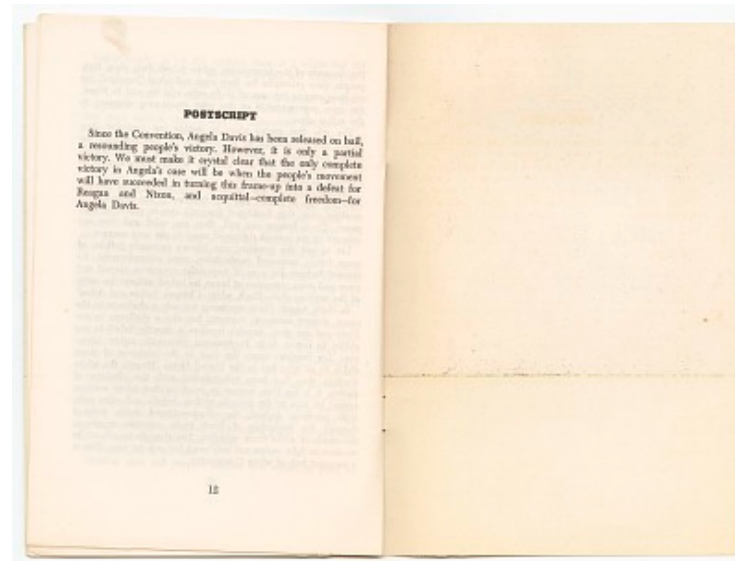 POSTSCRIPT
Since the Convention, Angela Davis has been released on bail,
a resounding people's victory. However, it is only a partial
victory. We must make it crystal clear that the only complete
victory in Angela's case will be when the people's movement
will have succeeded in turning this frame-up into a defeat for
Reagan and Nixon, and acquittal—complete freedom—for
Angela Davis.
12